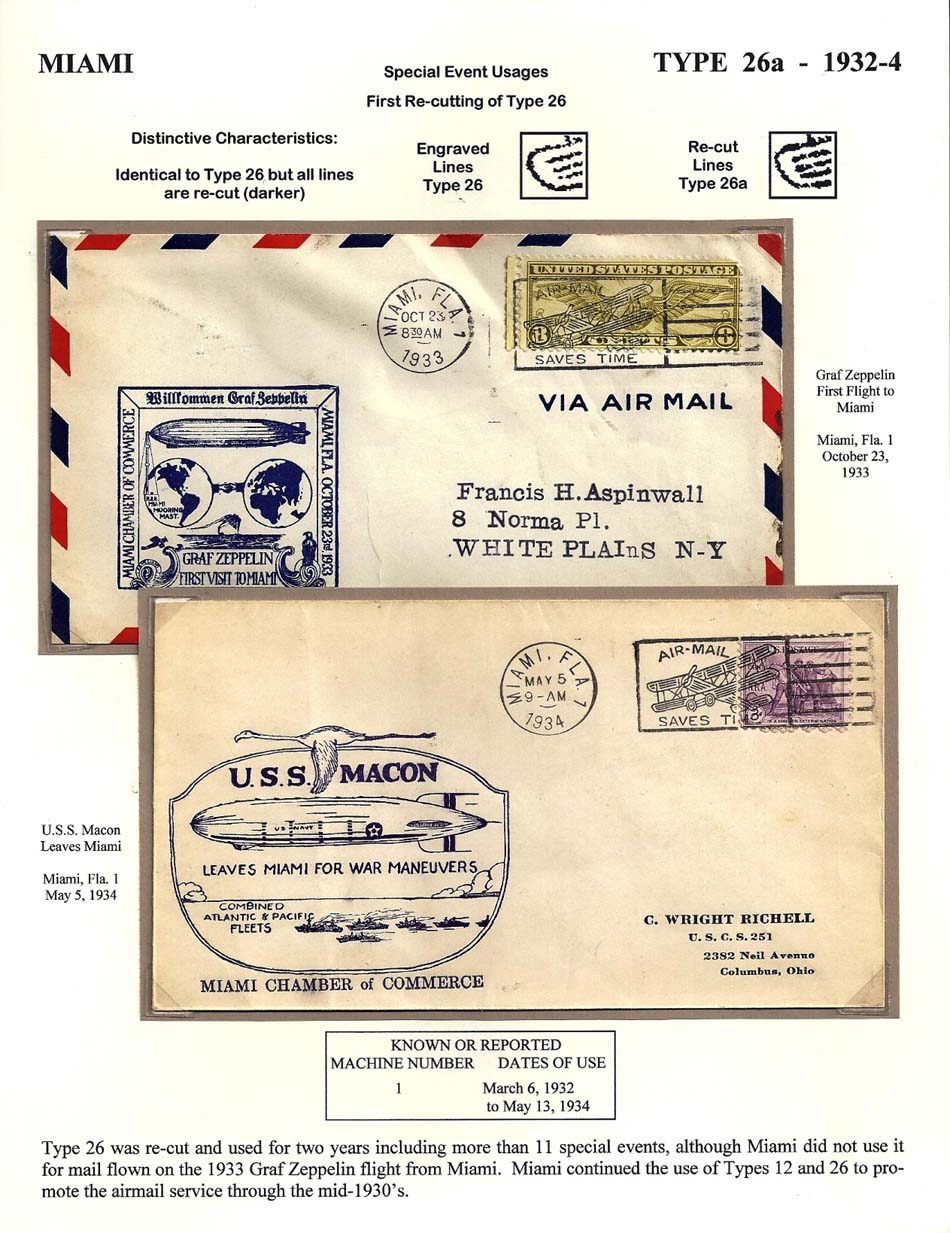 MIAMI
TYPE 26a - 1932-4
Special Event Usages
First Re-cutting of Type 26
Distinctive Characteristics:
Identical to Type 26 but all lines
are re-cut (darker)
Engraved
Lines
Type 26
Re-cut
Lines
Type 26a
MIAMI, FLA. 1
OCT 23
8 30 AM
1933
UNITED STATES POSTAGE
AIR-MAIL
SAVES TIME
VIA AIR MAIL
Graf Zeppelin
First Flight to
Miami
Miami, Fla. 1
October 23,
1933
Willkommen Graf Zeppelin
MIAMI CHAMBER OF COMMERCE
MIAMI, FLA. OCTOBER 23rd 1933
MIAMI
MOORING
MAST.
GRAF ZEPPELIN
FIRST VISIT TO MIAMI
Francis H.Aspinwall
8 Norma Pl.
WHITE PLAInS N-Y
MIAMI, FLA. 1
MAY 5
9-AM
1934
AIR-MAIL
SAVES TIM
U.S. POSTAGE
U.S.S. MACON
US NAVY
LEAVES MIAMI FOR WAR MANEUVERS
COMBINED
ATLANTIC & PACIFIC
FLEETS
MIAMI CHAMBER of COMMERCE
U.S.S. Macon
Leaves Miami
Miami, Fla. 1
May 5, 1934
C. WRIGHT RICHELL
U. S. C. S. 251
2382 Neil Avenue
Columbus, Ohio
KNOWN OR REPORTED
MACHINE NUMBER DATES OF USE
1 March 6, 1932
to May 13, 1934
Type 26 was re-cut and used for two years including more than 11 special events, although Miami did not use it
for mail flown on the 1933 Graf Zeppelin flight from Miami. Miami continued the use of Types 12 and 26 to pro-
mote the airmail service through the mid-1930's.